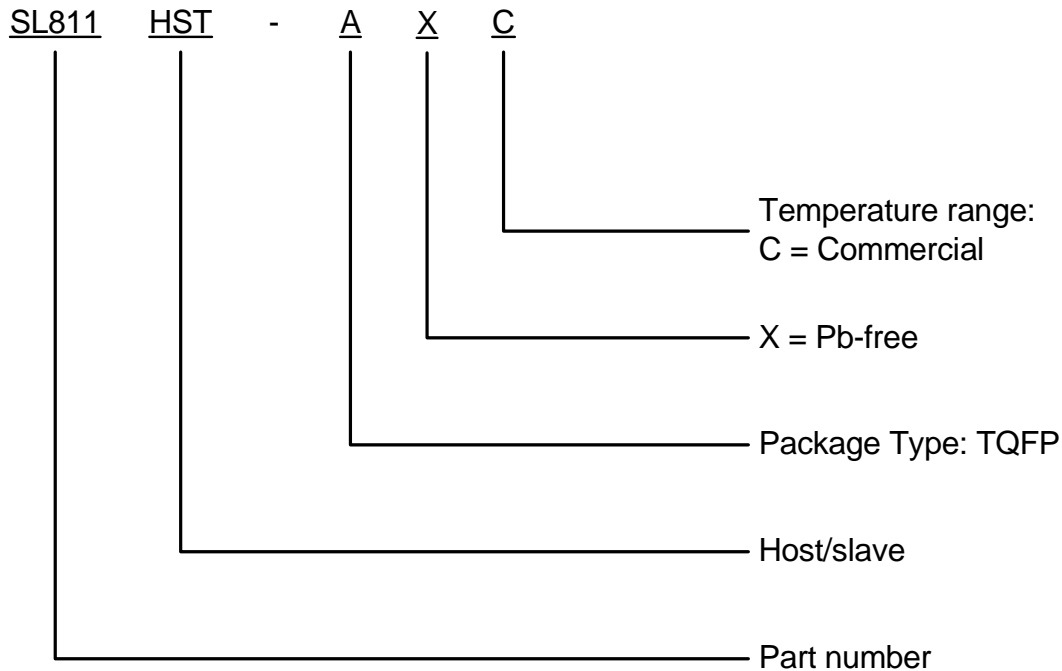 SL811 HST - A X C
Temperature range:
C = Commercial
X = Pb-free
Package Type: TQFP
Host/slave
Part number